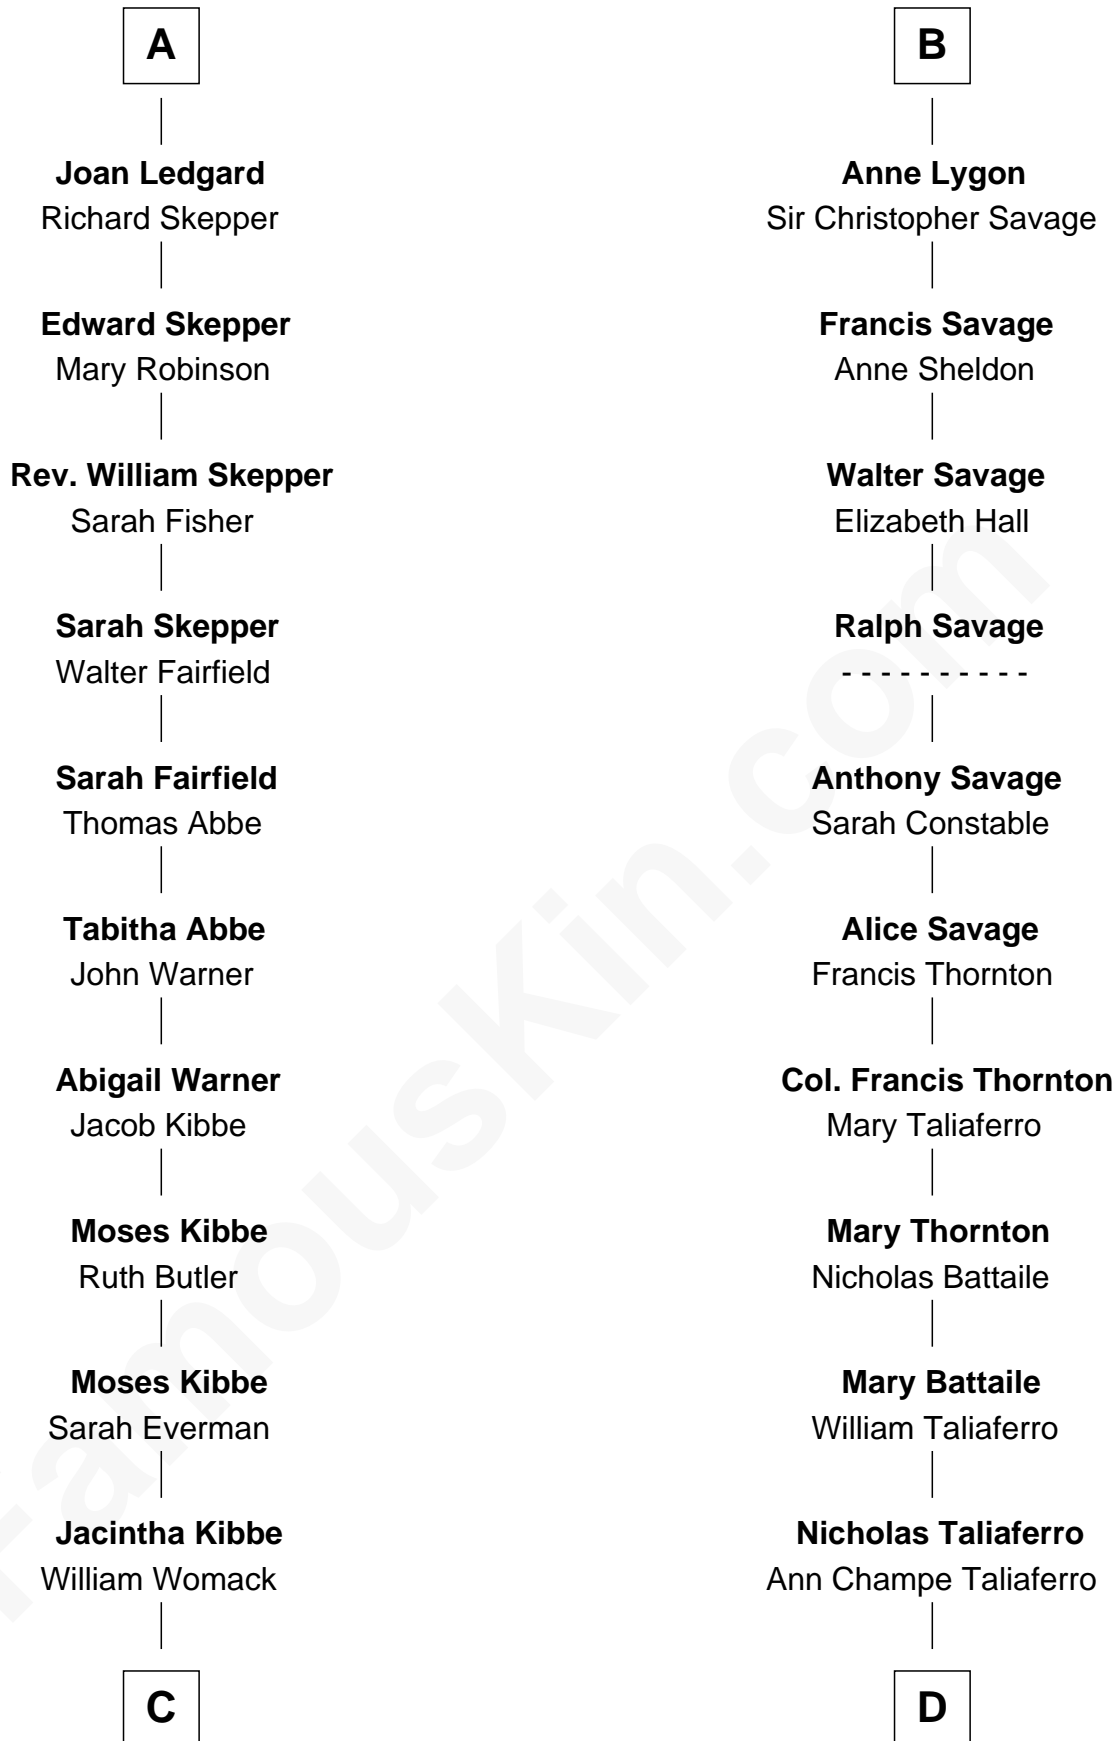 A
Joan Ledgard
Richard Skepper
Edward Skepper
Mary Robinson
Rev. William Skepper
Sarah Fisher
Sarah Skepper
Walter Fairfield
Sarah Fairfield
Thomas Abbe
Tabitha Abbe
John Warner
Abigail Warner
Jacob Kibbe
Moses Kibbe
Ruth Butler
Moses Kibbe
Sarah Everman
Jacintha Kibbe
William Womack
C
B
Anne Lygon
Sir Christopher Savage
Francis Savage
Anne Sheldon
Walter Savage
Elizabeth Hall
Ralph Savage
- - - - - - - - - -
Anthony Savage
Sarah Constable
Alice Savage
Francis Thornton
Col. Francis Thornton
Mary Taliaferro
Mary Thornton
Nicholas Battaile
Mary Battaile
William Taliaferro
Nicholas Taliaferro
Ann Champe Taliaferro
D
FamousKin.com